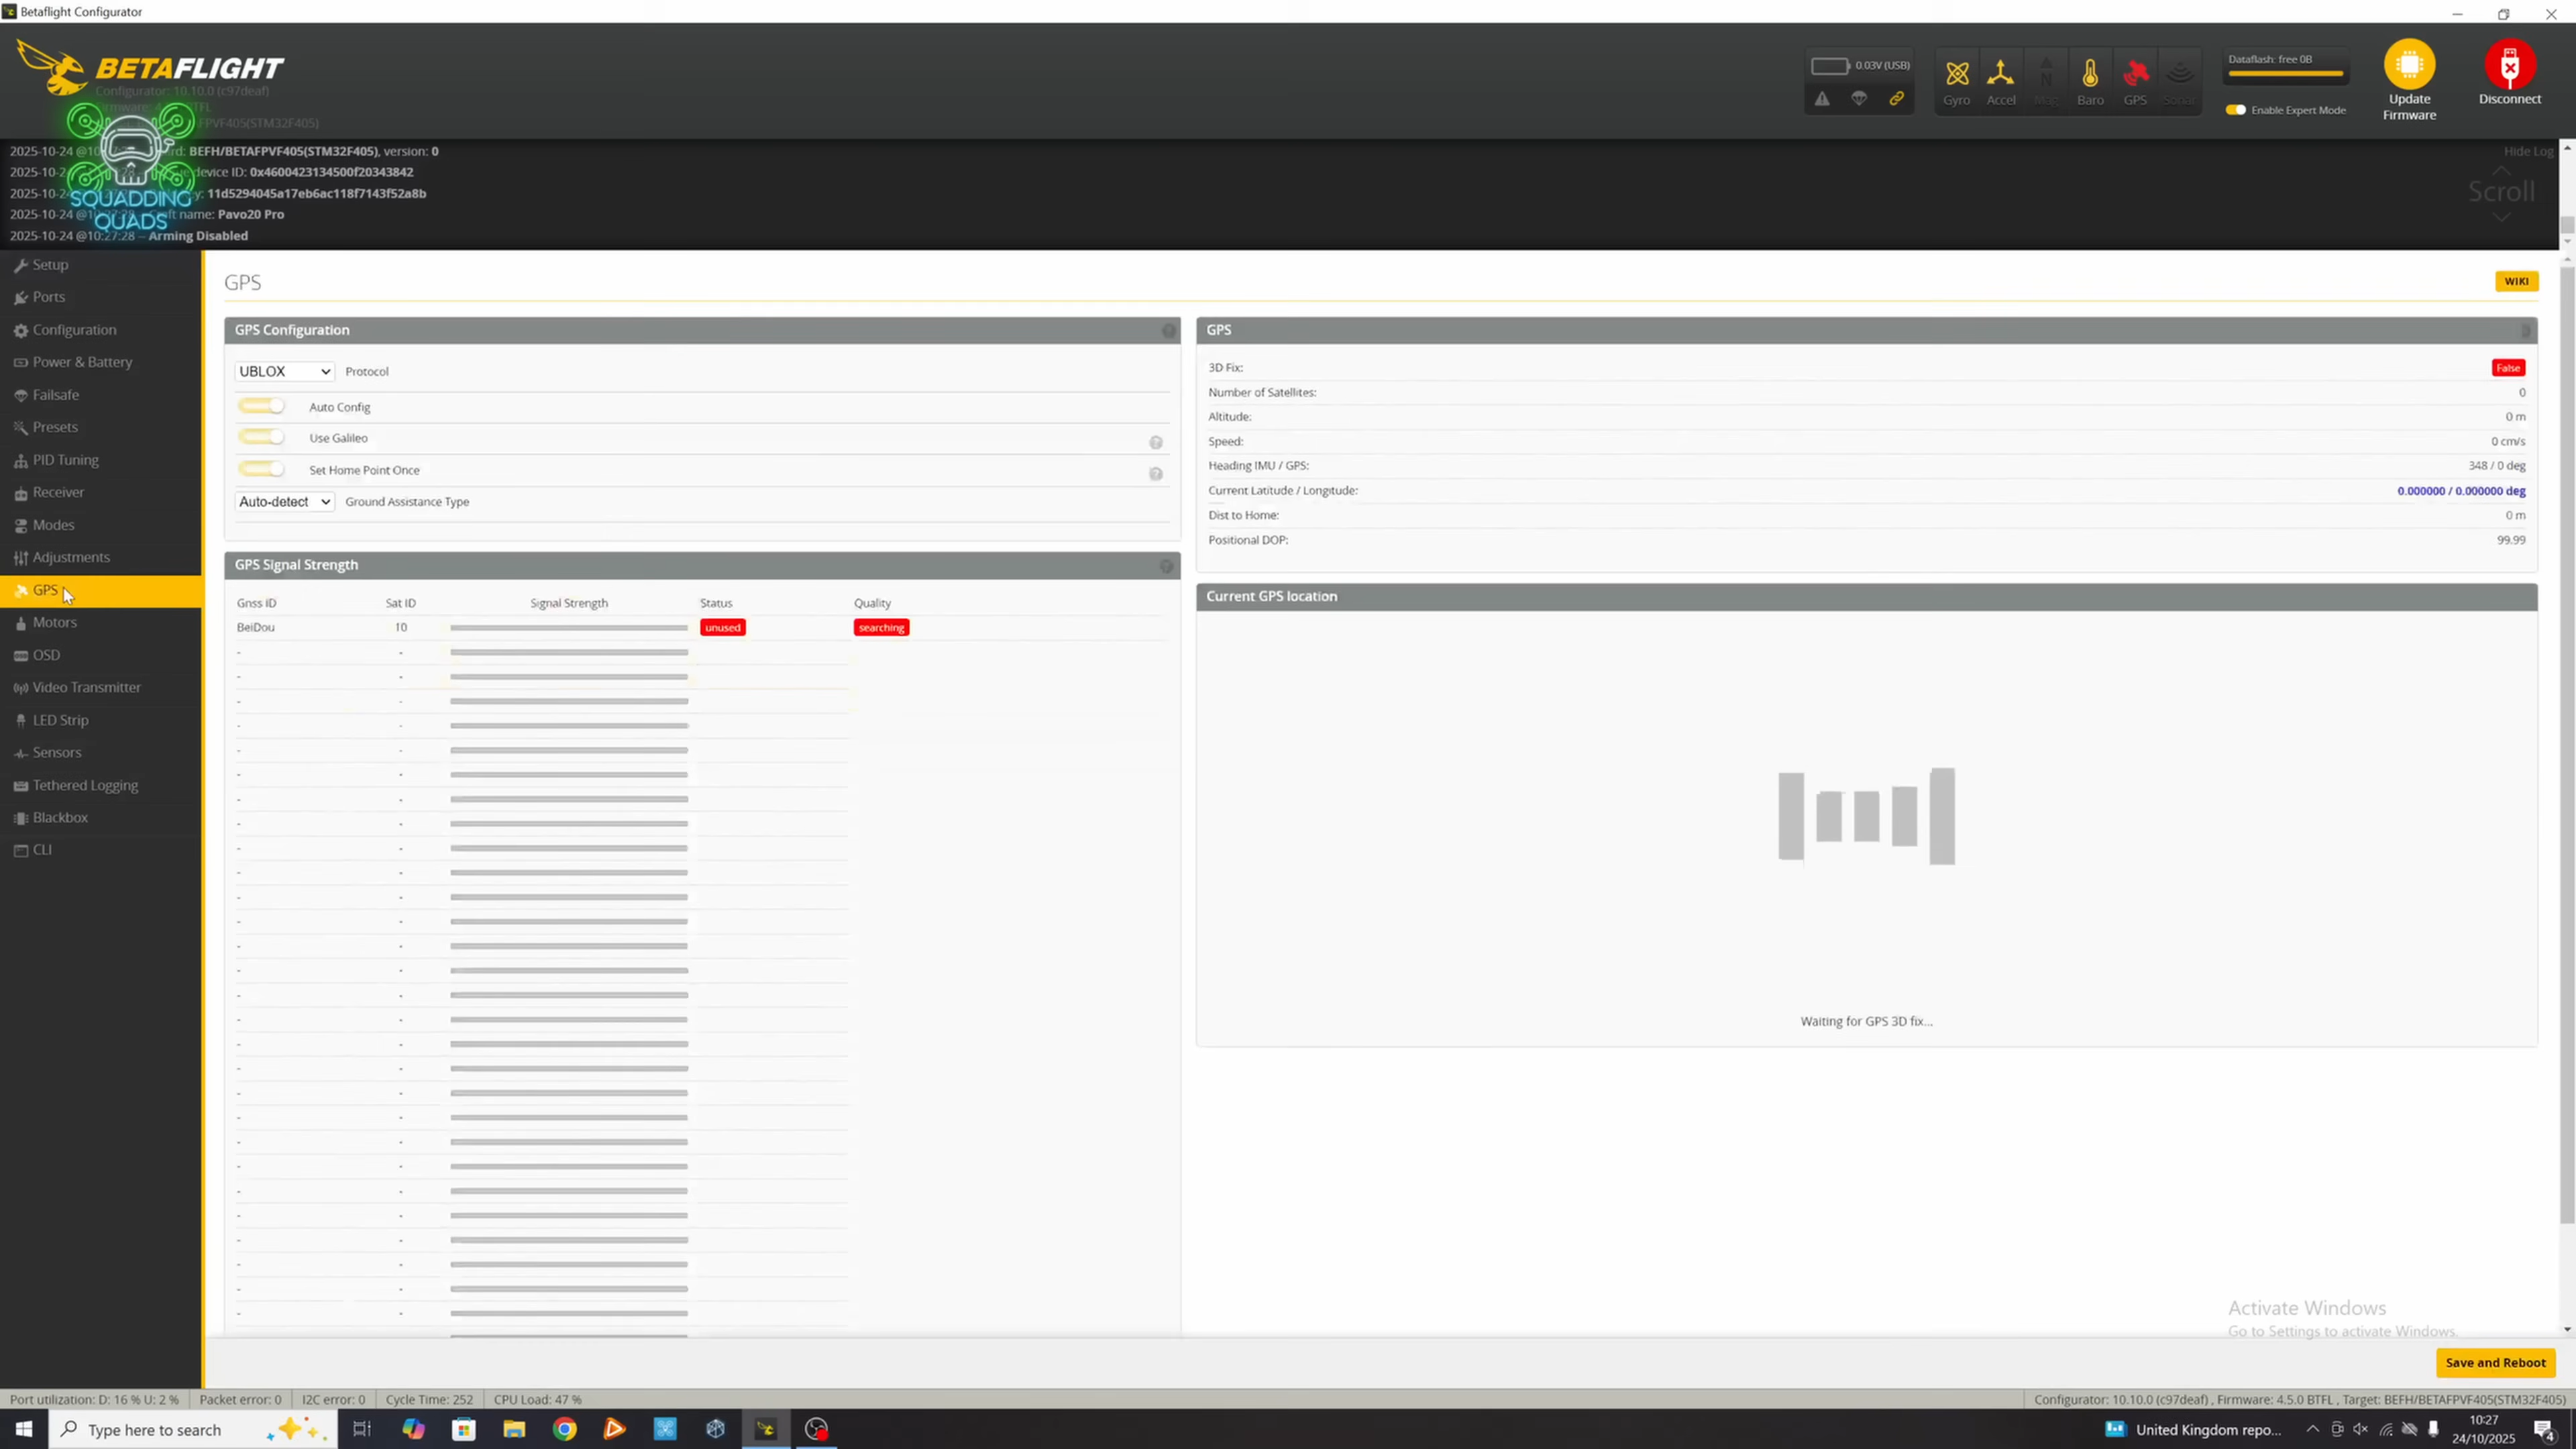 Betaflight Configurator
BETAFLIGHT
Configurator: 10.10.0 (c97deaf)
BTFL
FPVF405(STM32F405)
0.03V (USB)
Gyro
Accel
Mag
Baro
GPS
Sonar
Dataflash: free 0B
Enable Expert Mode
Update
Firmware
Disconnect
SQUADDING
QUADS
Hide Log
Scroll
2025-10-24 BEFH/BETAFPVF405(STM32F405), version: 0
2025-10-24 device ID: 0x4600423134500f20343842
2025-10-24 11d5294045a17eb6ac118f7143f52a8b
2025-10-24 name: Pavo20 Pro
2025-10-24 @10:27:28 -- Arming Disabled
Setup
Ports
Configuration
Power & Battery
Failsafe
Presets
PID Tuning
Receiver
Modes
Adjustments
GPS
Motors
OSD
Video Transmitter
LED Strip
Sensors
Tethered Logging
Blackbox
CLI
GPS
WIKI
GPS Configuration
UBLOX Protocol
Auto Config
Use Galileo
Set Home Point Once
Auto-detect Ground Assistance Type
GPS Signal Strength
Gnss ID Sat ID Signal Strength Status Quality
BeiDou 10 unused searching
GPS
3D Fix: False
Number of Satellites: 0
Altitude: 0 m
Speed: 0 cm/s
Heading IMU / GPS: 348 / 0 deg
Current Latitude / Longitude: 0.000000 / 0.000000 deg
Dist to Home: 0 m
Positional DOP: 99.99
Current GPS location
Waiting for GPS 3D fix...
Activate Windows
Go to Settings to activate Windows.
Save and Reboot
Port utilization: D: 16 % U: 2 % Packet error: 0 I2C error: 0 Cycle Time: 252 CPU Load: 47 %
Configurator: 10.10.0 (c97deaf) , Firmware: 4.5.0 BTFL , Target: BEFH/BETAFPVF405(STM32F405)
Type here to search
United Kingdom repo...
10:27
24/10/2025
4